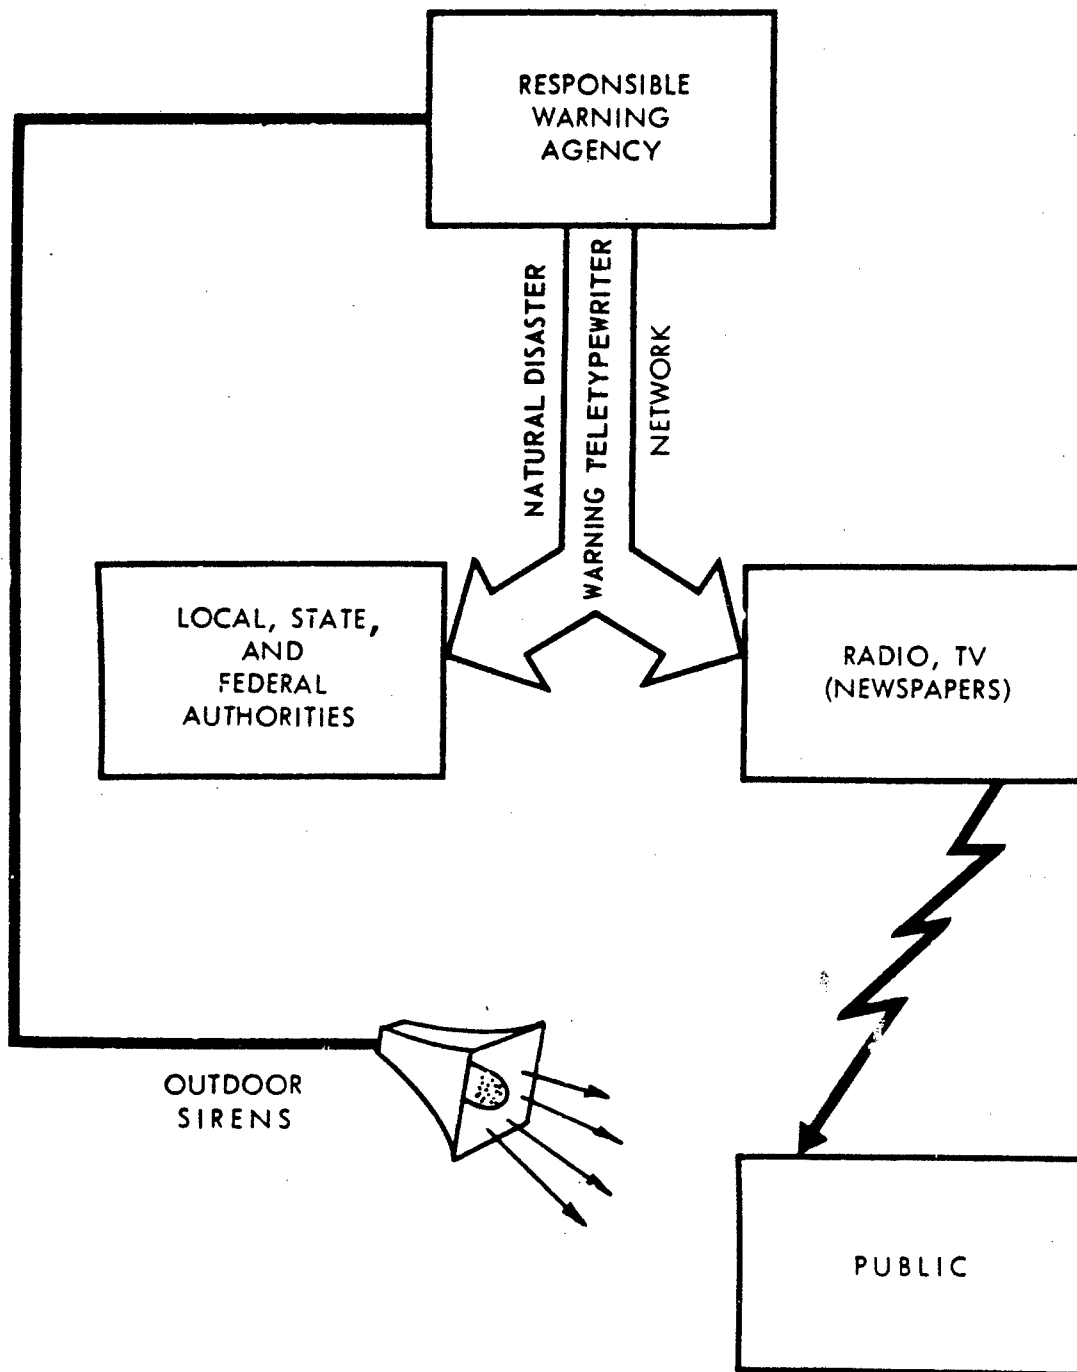 RESPONSIBLE
WARNING
AGENCY
NATURAL DISASTER
WARNING TELETYPEWRITER
NETWORK
LOCAL, STATE,
AND
FEDERAL
AUTHORITIES
RADIO, TV
(NEWSPAPERS)
OUTDOOR
SIRENS
PUBLIC